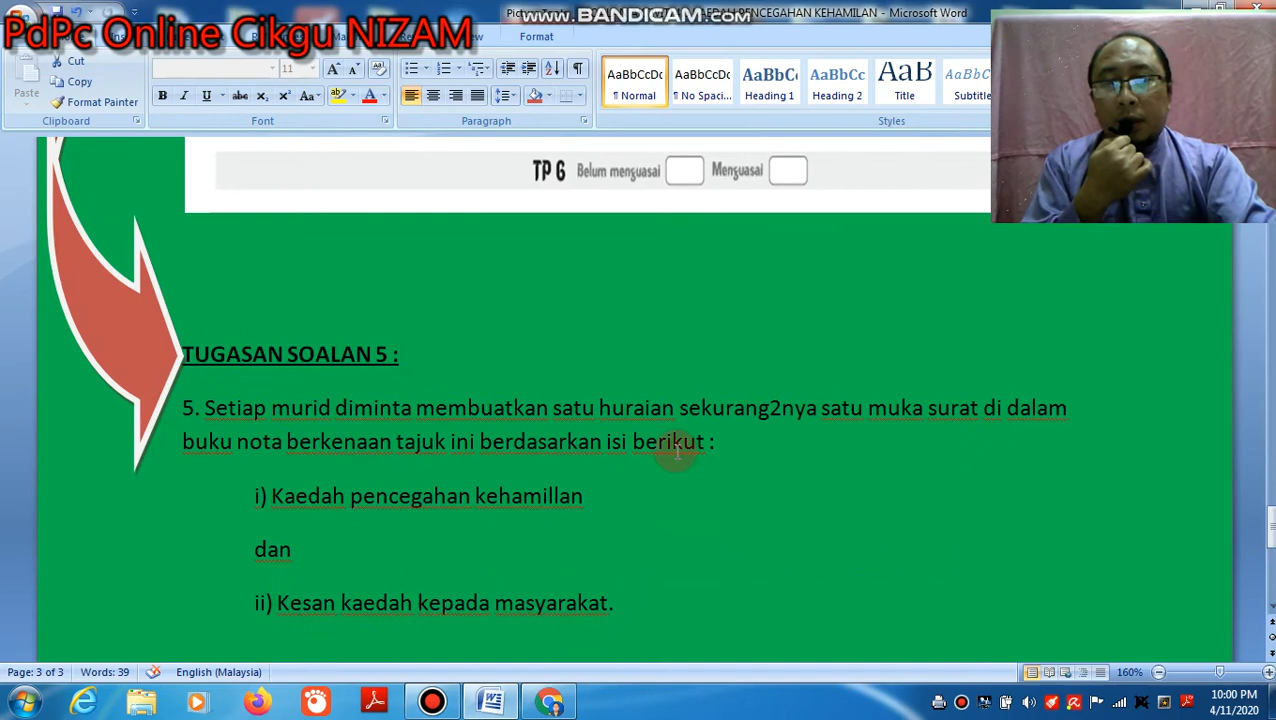 PENCEGAHAN KEHAMILAN - Microsoft Word
www.BANDICAM.com
PdPc Online Cikgu NIZAM
Format
Cut
Copy
Format Painter
Paste
11
AaBbCcDc
AaBbCcDc
AaBbCc
AaBbCc
AaB
AaBbCc
¶ Normal
¶ No Spaci...
Heading 1
Heading 2
Title
Subtitle
Clipboard
Font
Paragraph
Styles
TP 6 Belum menguasai Menguasai
TUGASAN SOALAN 5 :
5. Setiap murid diminta membuatkan satu huraian sekurang2nya satu muka surat di dalam
buku nota berkenaan tajuk ini berdasarkan isi berikut :
i) Kaedah pencegahan kehamillan
dan
ii) Kesan kaedah kepada masyarakat.
Page: 3 of 3
Words: 39
English (Malaysia)
160%
10:00 PM
4/11/2020